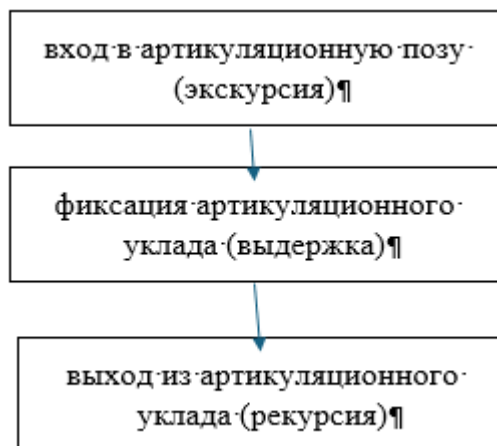 вход·в·артикуляционную·позу·
(экскурсия)¶
фиксация·артикуляционного·
уклада·(выдержка)¶
выход·из·артикуляционного·
уклада·(рекурсия)¶